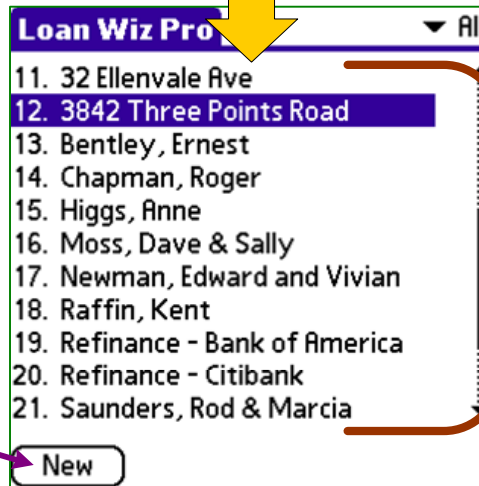 Loan Wiz Pro
11. 32 Ellenvale Ave
12. 3842 Three Points Road
13. Bentley, Ernest
14. Chapman, Roger
15. Higgs, Anne
16. Moss, Dave & Sally
17. Newman, Edward and Vivian
18. Raffin, Kent
19. Refinance - Bank of America
20. Refinance - Citibank
21. Saunders, Rod & Marcia
New